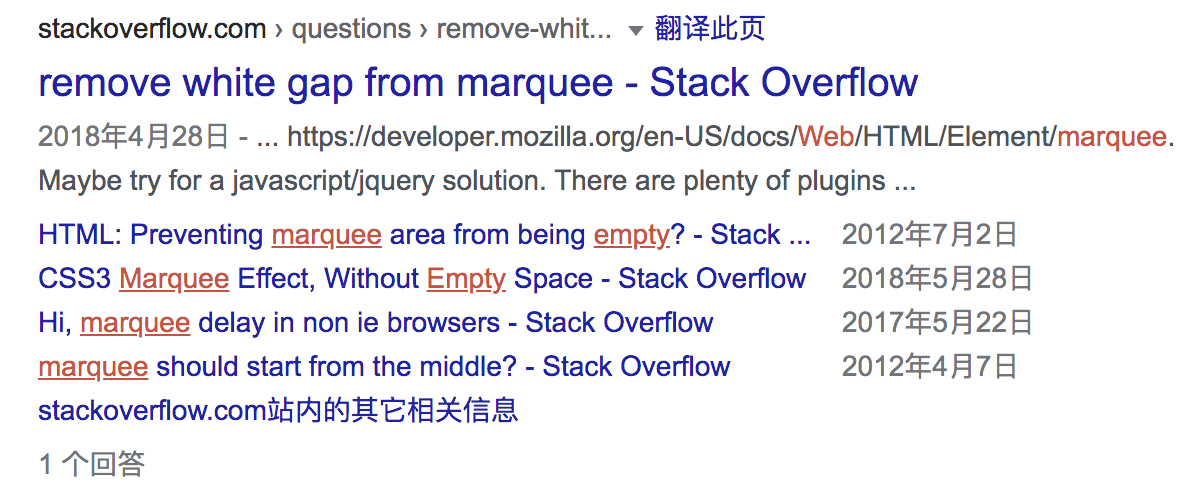 stackoverflow.com › questions › remove-whit... 翻译此页
remove white gap from marquee - Stack Overflow
2018年4月28日 - ... https://developer.mozilla.org/en-US/docs/Web/HTML/Element/marquee.
Maybe try for a javascript/jquery solution. There are plenty of plugins ...
HTML: Preventing marquee area from being empty? - Stack ... 2012年7月2日
CSS3 Marquee Effect, Without Empty Space - Stack Overflow 2018年5月28日
Hi, marquee delay in non ie browsers - Stack Overflow 2017年5月22日
marquee should start from the middle? - Stack Overflow 2012年4月7日
stackoverflow.com站内的其它相关信息
1 个回答